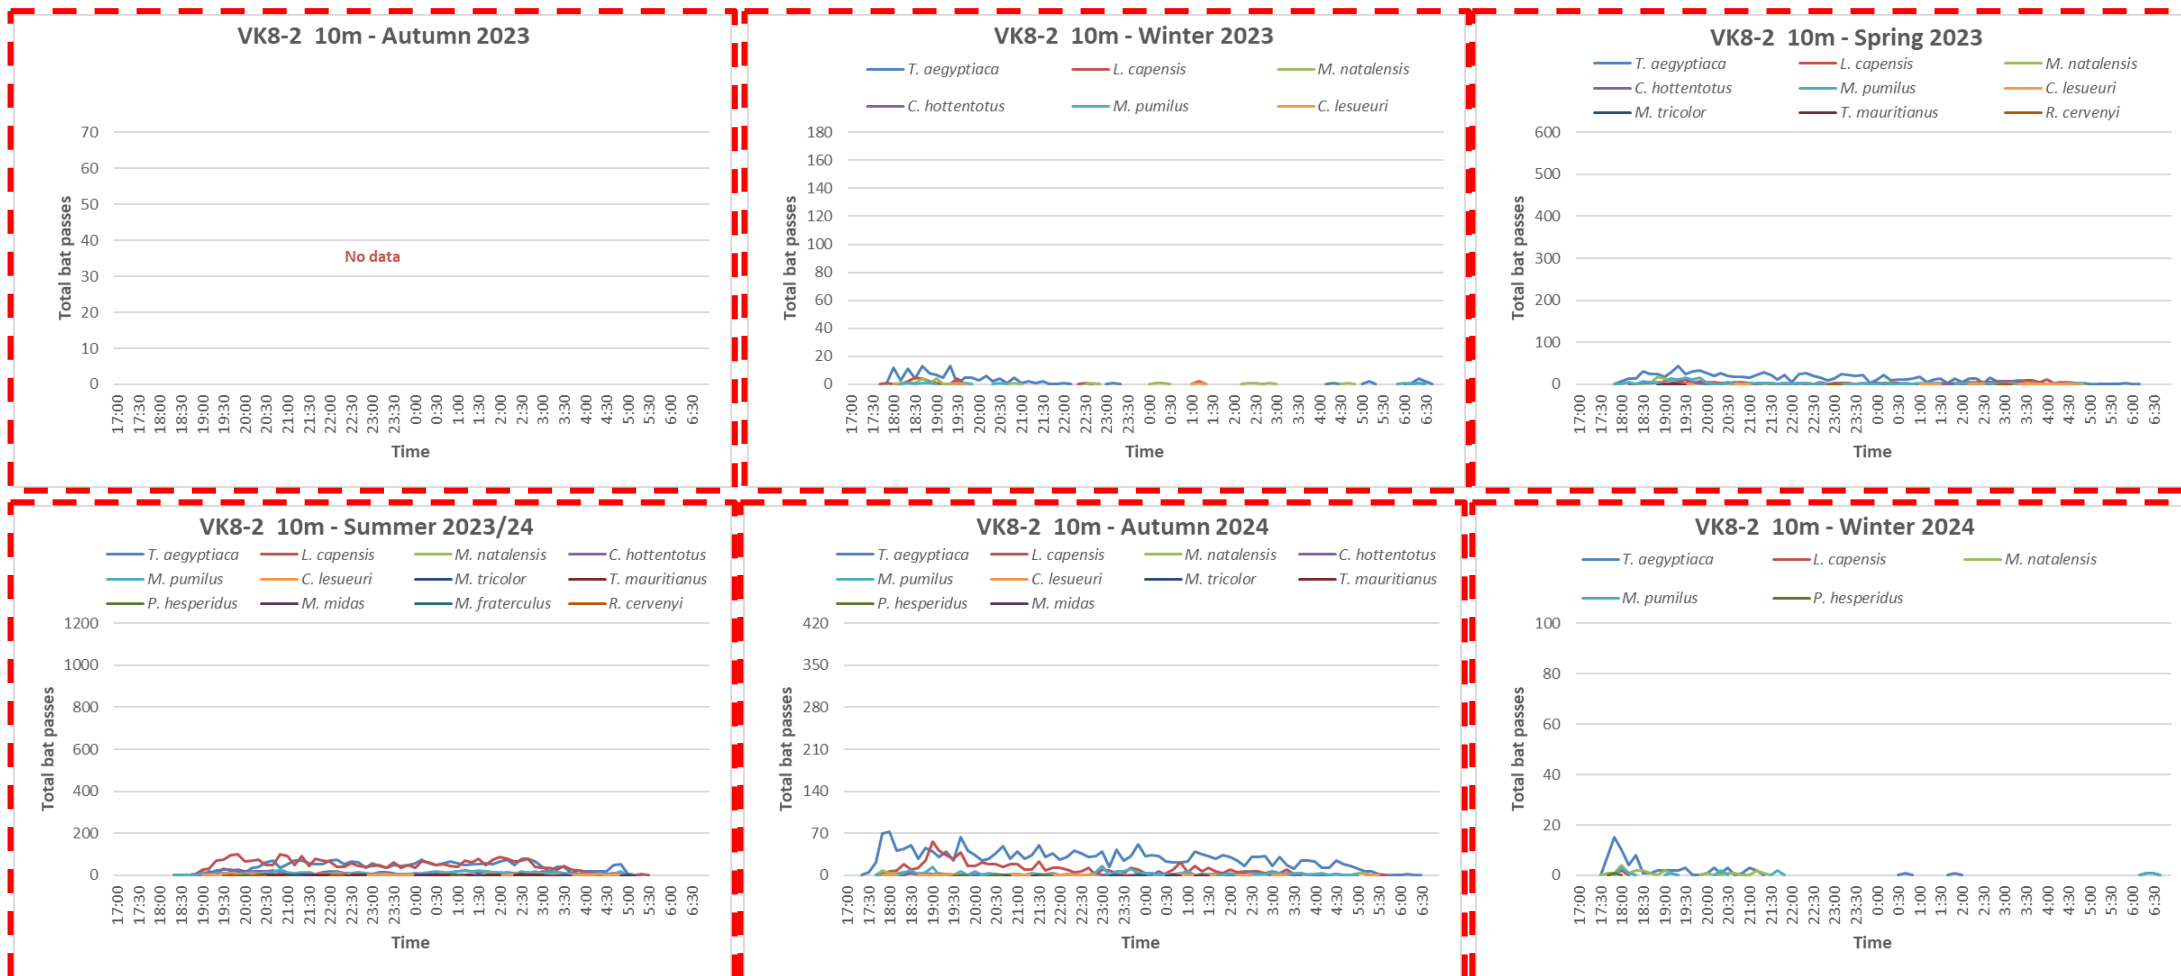 VK8-2 10m - Autumn 2023
70
60
50
40
30
20
10
0
Total bat passes
No data
17:00 17:30 18:00 18:30 19:00 19:30 20:00 20:30 21:00 21:30 22:00 22:30 23:00 23:30 0:00 0:30 1:00 1:30 2:00 2:30 3:00 3:30 4:00 4:30 5:00 5:30 6:00 6:30
Time
VK8-2 10m - Winter 2023
T. aegyptiaca L. capensis M. natalensis
C. hottentotus M. pumilus C. lesueuri
180
160
140
120
100
80
60
40
20
0
Total bat passes
17:00 17:30 18:00 18:30 19:00 19:30 20:00 20:30 21:00 21:30 22:00 22:30 23:00 23:30 0:00 0:30 1:00 1:30 2:00 2:30 3:00 3:30 4:00 4:30 5:00 5:30 6:00 6:30
Time
VK8-2 10m - Spring 2023
T. aegyptiaca L. capensis M. natalensis
C. hottentotus M. pumilus C. lesueuri
M. tricolor T. mauritianus R. cervenyi
600
500
400
300
200
100
0
Total bat passes
17:00 17:30 18:00 18:30 19:00 19:30 20:00 20:30 21:00 21:30 22:00 22:30 23:00 23:30 0:00 0:30 1:00 1:30 2:00 2:30 3:00 3:30 4:00 4:30 5:00 5:30 6:00 6:30
Time
VK8-2 10m - Summer 2023/24
T. aegyptiaca L. capensis M. natalensis C. hottentotus
M. pumilus C. lesueuri M. tricolor T. mauritianus
P. hesperidus M. midas M. fraterculus R. cervenyi
1200
1000
800
600
400
200
0
Total bat passes
17:00 17:30 18:00 18:30 19:00 19:30 20:00 20:30 21:00 21:30 22:00 22:30 23:00 23:30 0:00 0:30 1:00 1:30 2:00 2:30 3:00 3:30 4:00 4:30 5:00 5:30 6:00 6:30
Time
VK8-2 10m - Autumn 2024
T. aegyptiaca L. capensis M. natalensis C. hottentotus
M. pumilus C. lesueuri M. tricolor T. mauritianus
P. hesperidus M. midas
420
350
280
210
140
70
0
Total bat passes
17:00 17:30 18:00 18:30 19:00 19:30 20:00 20:30 21:00 21:30 22:00 22:30 23:00 23:30 0:00 0:30 1:00 1:30 2:00 2:30 3:00 3:30 4:00 4:30 5:00 5:30 6:00 6:30
Time
VK8-2 10m - Winter 2024
T. aegyptiaca L. capensis M. natalensis
M. pumilus P. hesperidus
100
80
60
40
20
0
Total bat passes
17:00 17:30 18:00 18:30 19:00 19:30 20:00 20:30 21:00 21:30 22:00 22:30 23:00 23:30 0:00 0:30 1:00 1:30 2:00 2:30 3:00 3:30 4:00 4:30 5:00 5:30 6:00 6:30
Time